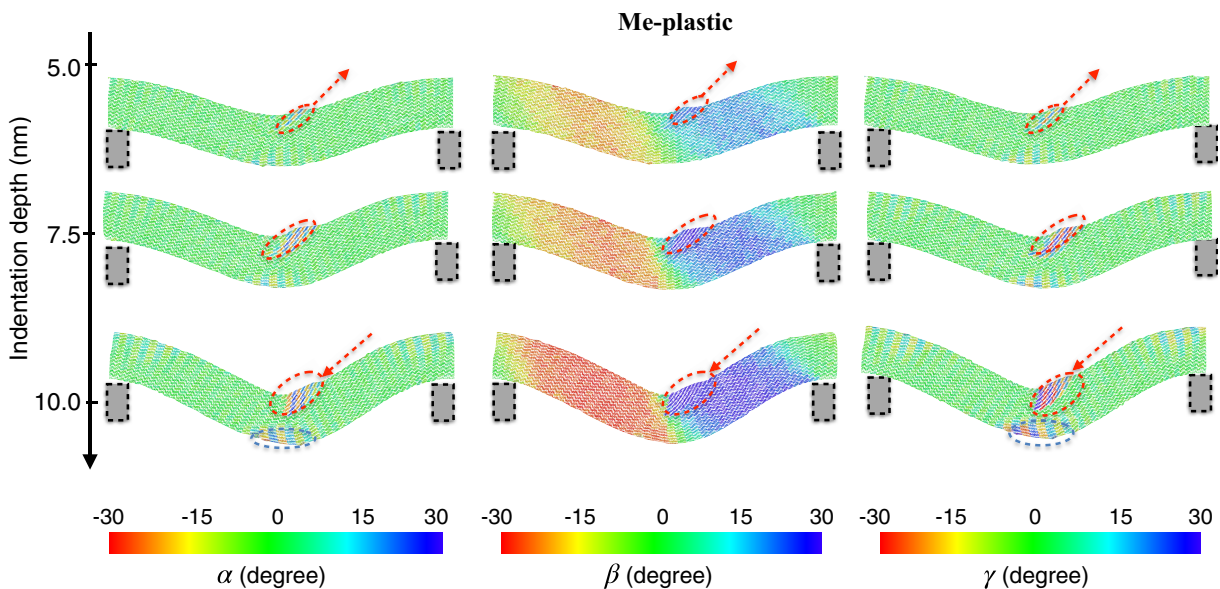 Me-plastic
Indentation depth (nm)
5.0
7.5
10.0
-30 -15 0 15 30
α (degree)
-30 -15 0 15 30
β (degree)
-30 -15 0 15 30
γ (degree)